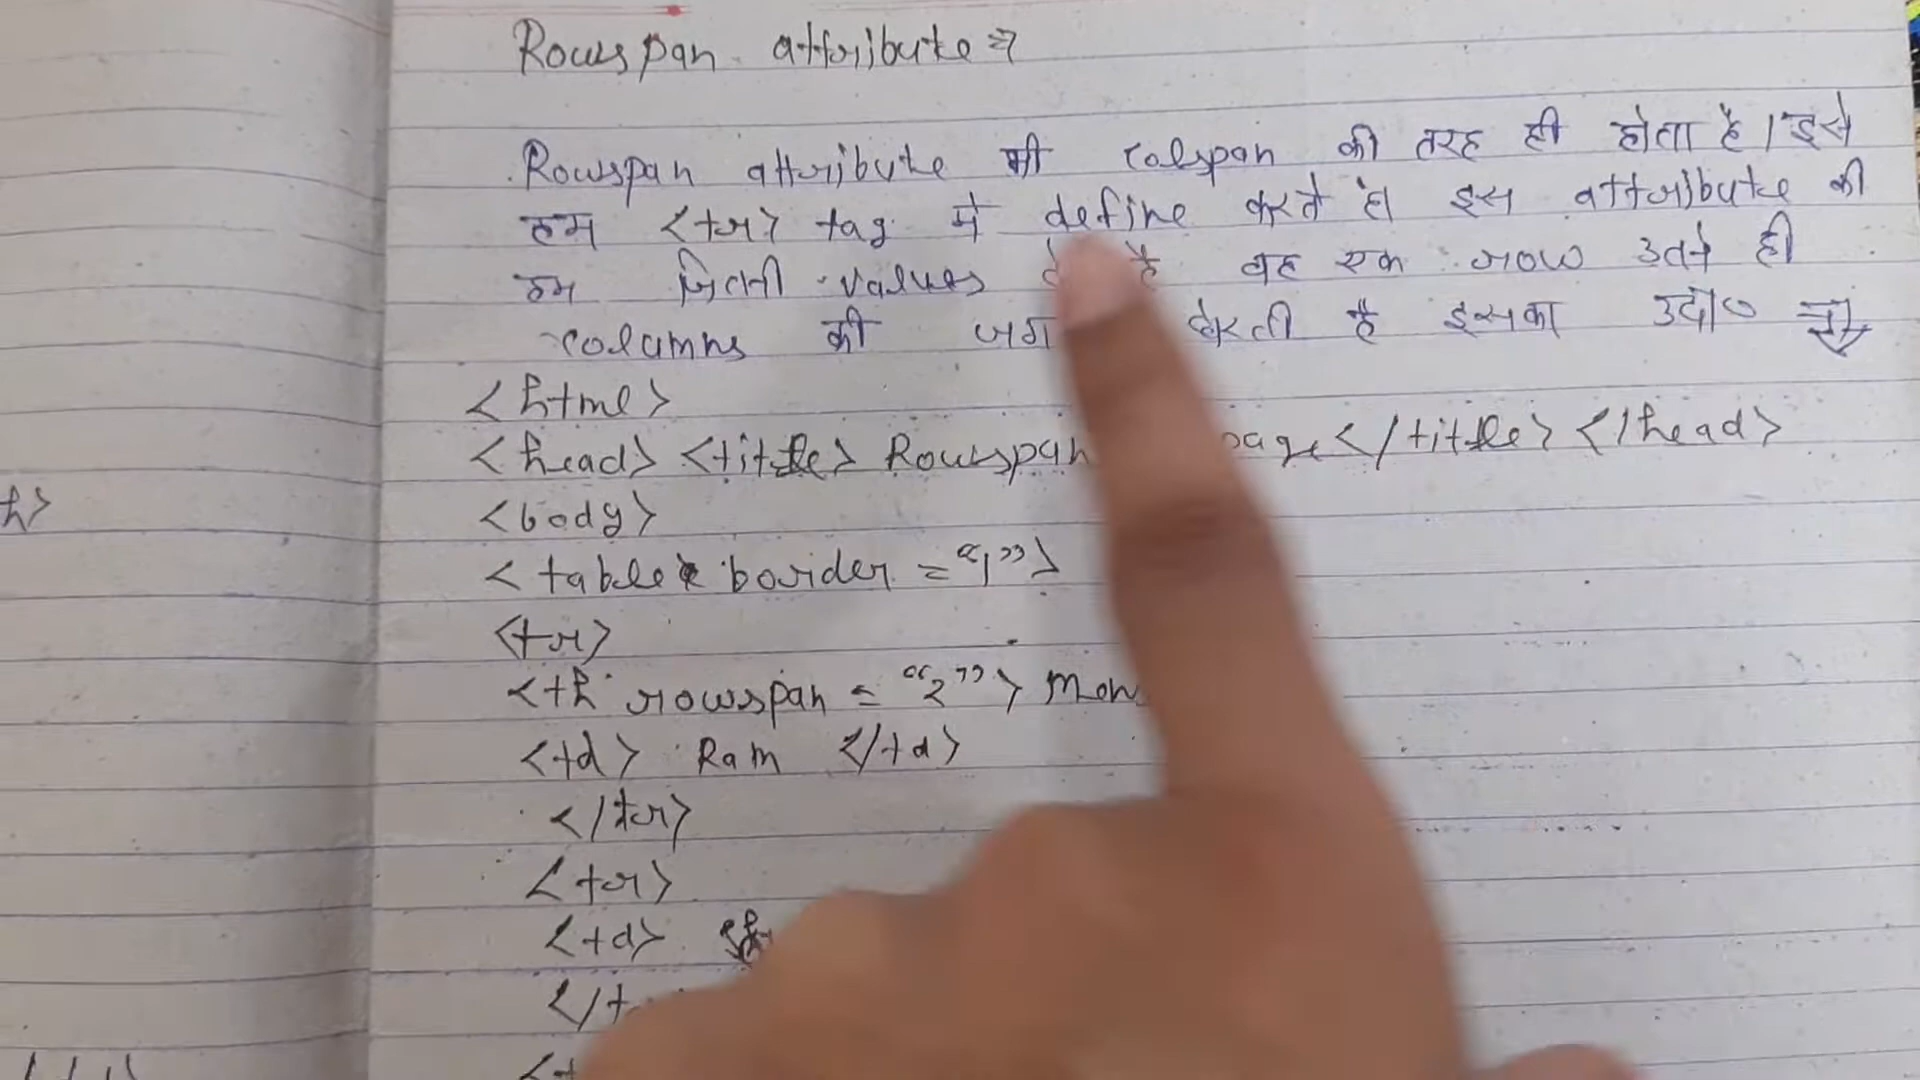 Rowspan attribute ⇒
Rowspan attribute भी colspan की तरह ही होता है। इसे
हम <tr> tag में define करते है। इस attribute की
हम जितनी values है वह एक row उतने ही
columns की घेरती है इसका उदा०
<html>
<head> <title> Rowspan page </title> </head>
<body>
<table border = "1">
<tr>
<th rowspan = "2">
<td> Ram </td>
</tr>
<tr>
<td>
h>